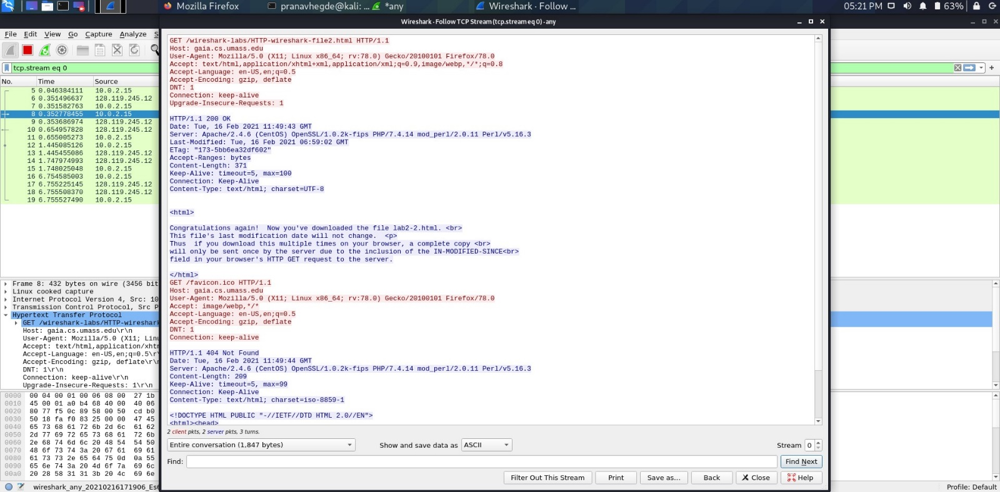 Mozilla Firefox
pranavhegde@kali: ...
*any
Wireshark · Follow ...
05:21 PM
63%
Wireshark · Follow TCP Stream (tcp.stream eq 0) · any
File Edit View Go Capture Analyze S
tcp.stream eq 0
No. Time Source
5 0.046384111 10.0.2.15
6 0.351496637 128.119.245.12
7 0.351582763 10.0.2.15
8 0.352778455 10.0.2.15
9 0.353686974 128.119.245.12
10 0.654957828 128.119.245.12
11 0.655005273 10.0.2.15
12 1.445085126 10.0.2.15
13 1.445455086 128.119.245.12
14 1.747974993 128.119.245.12
15 1.748025048 10.0.2.15
16 6.754585003 10.0.2.15
17 6.755225145 128.119.245.12
18 6.755508370 128.119.245.12
19 6.755527490 10.0.2.15
Frame 8: 432 bytes on wire (3456 bit
Linux cooked capture
Internet Protocol Version 4, Src: 10
Transmission Control Protocol, Src P
Hypertext Transfer Protocol
GET /wireshark-labs/HTTP-wireshark
Host: gaia.cs.umass.edu\r\n
User-Agent: Mozilla/5.0 (X11; Linu
Accept: text/html,application/xht
Accept-Language: en-US,en;q=0.5\r
Accept-Encoding: gzip, deflate\r\n
DNT: 1\r\n
Connection: keep-alive\r\n
Upgrade-Insecure-Requests: 1\r\n
0000 00 04 00 01 00 06 08 00 27 1b
0010 45 00 01 a0 b4 68 40 00 40 06
0020 80 77 f5 0c 89 58 00 50 cd b0
0030 50 18 fa f0 83 25 00 00 47 45
0040 65 73 68 61 72 6b 2d 6c 61 62
0050 2d 77 69 72 65 73 68 61 72 6b
0060 2e 68 74 6d 6c 20 48 54 54 50
0070 48 6f 73 74 3a 20 67 61 69 61
0080 61 73 73 2e 65 64 75 0d 0a 55
0090 65 6e 74 3a 20 4d 6f 7a 69 6c
00a0 20 28 58 31 31 3b 20 4c 69 6e
wireshark_any_20210216171906_Es6
GET /wireshark-labs/HTTP-wireshark-file2.html HTTP/1.1
Host: gaia.cs.umass.edu
User-Agent: Mozilla/5.0 (X11; Linux x86_64; rv:78.0) Gecko/20100101 Firefox/78.0
Accept: text/html,application/xhtml+xml,application/xml;q=0.9,image/webp,*/*;q=0.8
Accept-Language: en-US,en;q=0.5
Accept-Encoding: gzip, deflate
DNT: 1
Connection: keep-alive
Upgrade-Insecure-Requests: 1
HTTP/1.1 200 OK
Date: Tue, 16 Feb 2021 11:49:43 GMT
Server: Apache/2.4.6 (CentOS) OpenSSL/1.0.2k-fips PHP/7.4.14 mod_perl/2.0.11 Perl/v5.16.3
Last-Modified: Tue, 16 Feb 2021 06:59:02 GMT
ETag: "173-5bb6ea32df602"
Accept-Ranges: bytes
Content-Length: 371
Keep-Alive: timeout=5, max=100
Connection: Keep-Alive
Content-Type: text/html; charset=UTF-8
<html>
Congratulations again!  Now you've downloaded the file lab2-2.html. <br>
This file's last modification date will not change.  <p>
Thus  if you download this multiple times on your browser, a complete copy <br>
will only be sent once by the server due to the inclusion of the IN-MODIFIED-SINCE<br>
field in your browser's HTTP GET request to the server.
</html>
GET /favicon.ico HTTP/1.1
Host: gaia.cs.umass.edu
User-Agent: Mozilla/5.0 (X11; Linux x86_64; rv:78.0) Gecko/20100101 Firefox/78.0
Accept: image/webp,*/*
Accept-Language: en-US,en;q=0.5
Accept-Encoding: gzip, deflate
DNT: 1
Connection: keep-alive
HTTP/1.1 404 Not Found
Date: Tue, 16 Feb 2021 11:49:44 GMT
Server: Apache/2.4.6 (CentOS) OpenSSL/1.0.2k-fips PHP/7.4.14 mod_perl/2.0.11 Perl/v5.16.3
Content-Length: 209
Keep-Alive: timeout=5, max=99
Connection: Keep-Alive
Content-Type: text/html; charset=iso-8859-1
<!DOCTYPE HTML PUBLIC "-//IETF//DTD HTML 2.0//EN">
<html><head>
2 client pkts, 2 server pkts, 3 turns.
Entire conversation (1,847 bytes)
Show and save data as ASCII
Stream 0
Find:
Find Next
Filter Out This Stream
Print
Save as...
Back
Close
Help
Profile: Default